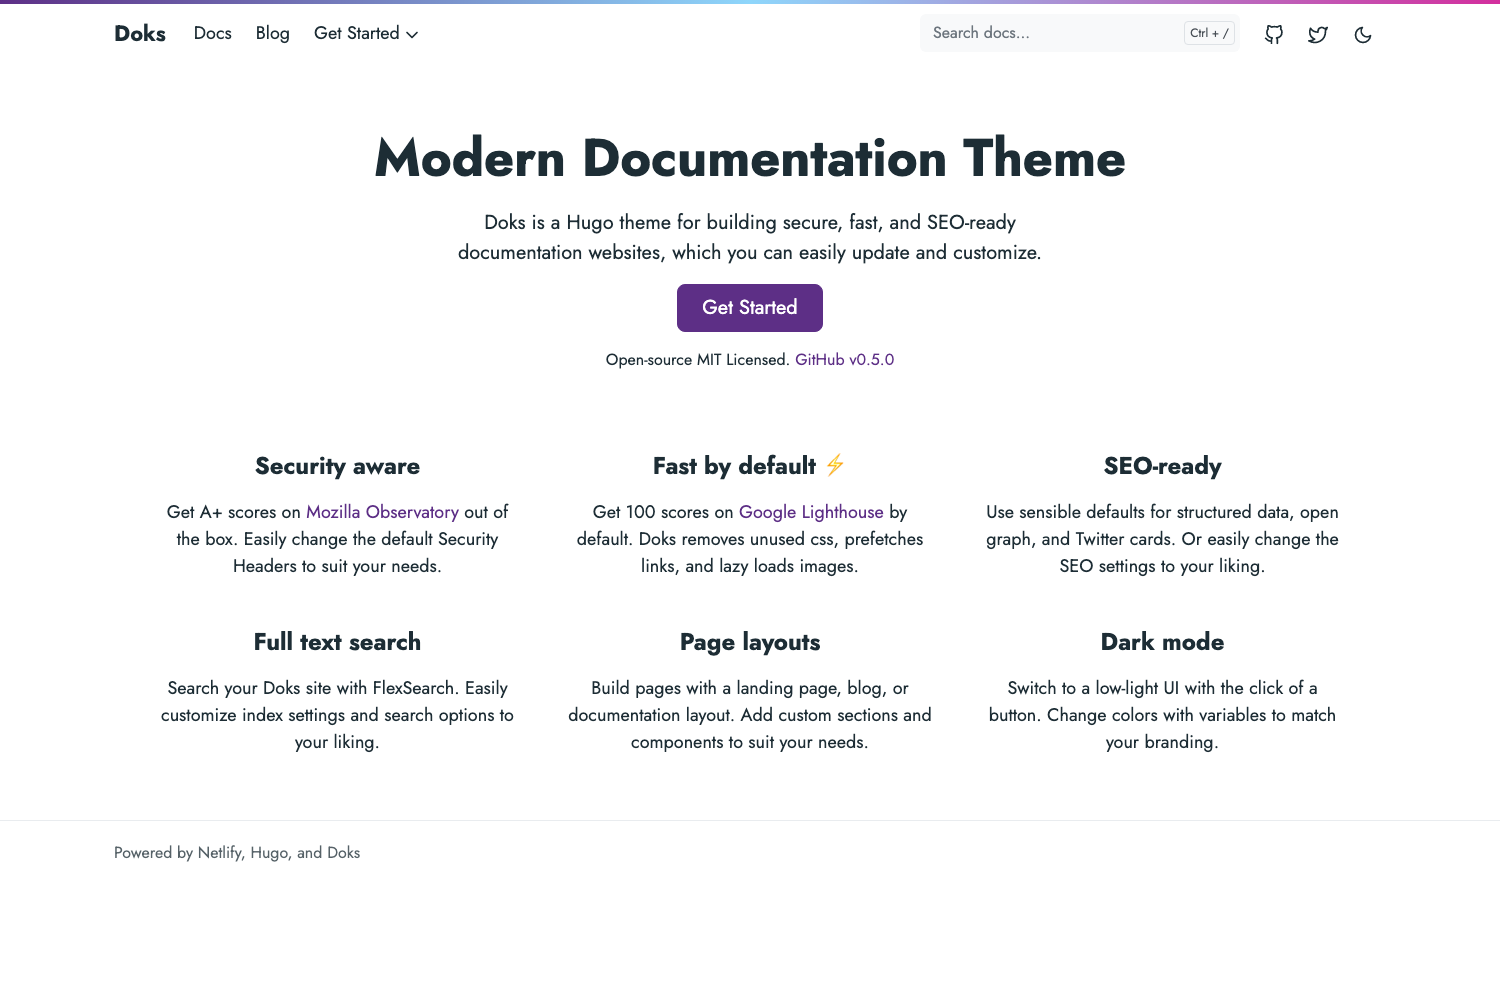 Doks Docs Blog Get Started Search docs... Ctrl + /
Modern Documentation Theme
Doks is a Hugo theme for building secure, fast, and SEO-ready
documentation websites, which you can easily update and customize.
Get Started
Open-source MIT Licensed. GitHub v0.5.0
Security aware
Get A+ scores on Mozilla Observatory out of
the box. Easily change the default Security
Headers to suit your needs.
Fast by default ⚡
Get 100 scores on Google Lighthouse by
default. Doks removes unused css, prefetches
links, and lazy loads images.
SEO-ready
Use sensible defaults for structured data, open
graph, and Twitter cards. Or easily change the
SEO settings to your liking.
Full text search
Search your Doks site with FlexSearch. Easily
customize index settings and search options to
your liking.
Page layouts
Build pages with a landing page, blog, or
documentation layout. Add custom sections and
components to suit your needs.
Dark mode
Switch to a low-light UI with the click of a
button. Change colors with variables to match
your branding.
Powered by Netlify, Hugo, and Doks